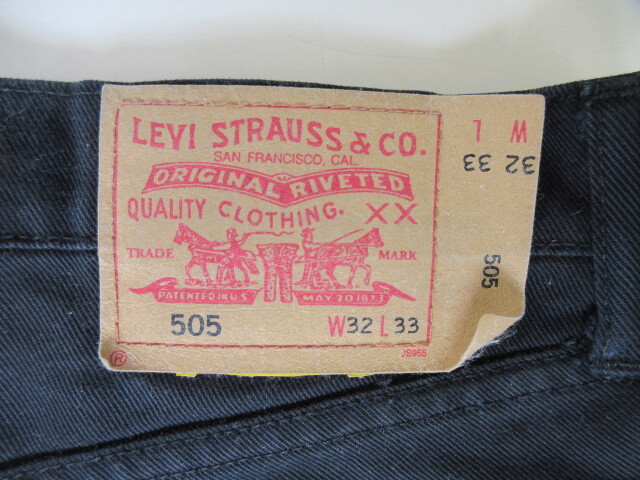 LEVI STRAUSS & CO.
SAN FRANCISCO, CAL.
ORIGINAL RIVETED
QUALITY CLOTHING. XX
TRADE MARK
PATENTED IN U.S. MAY 20 1873
505 W32 L33
®
JS955
W L
32 33
505